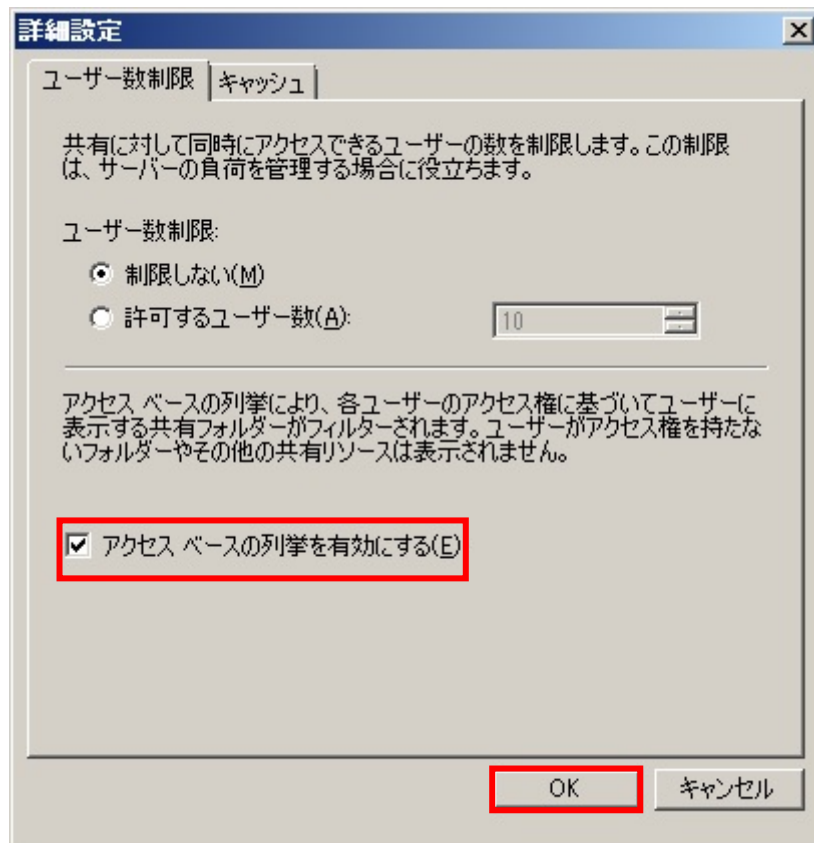 詳細設定
ユーザー数制限
キャッシュ
共有に対して同時にアクセスできるユーザーの数を制限します。この制限
は、サーバーの負荷を管理する場合に役立ちます。
ユーザー数制限:
制限しない(M)
許可するユーザー数(A):
10
アクセス ベースの列挙により、各ユーザーのアクセス権に基づいてユーザーに
表示する共有フォルダーがフィルターされます。ユーザーがアクセス権を持たな
いフォルダーやその他の共有リソースは表示されません。
アクセス ベースの列挙を有効にする(E)
OK
キャンセル